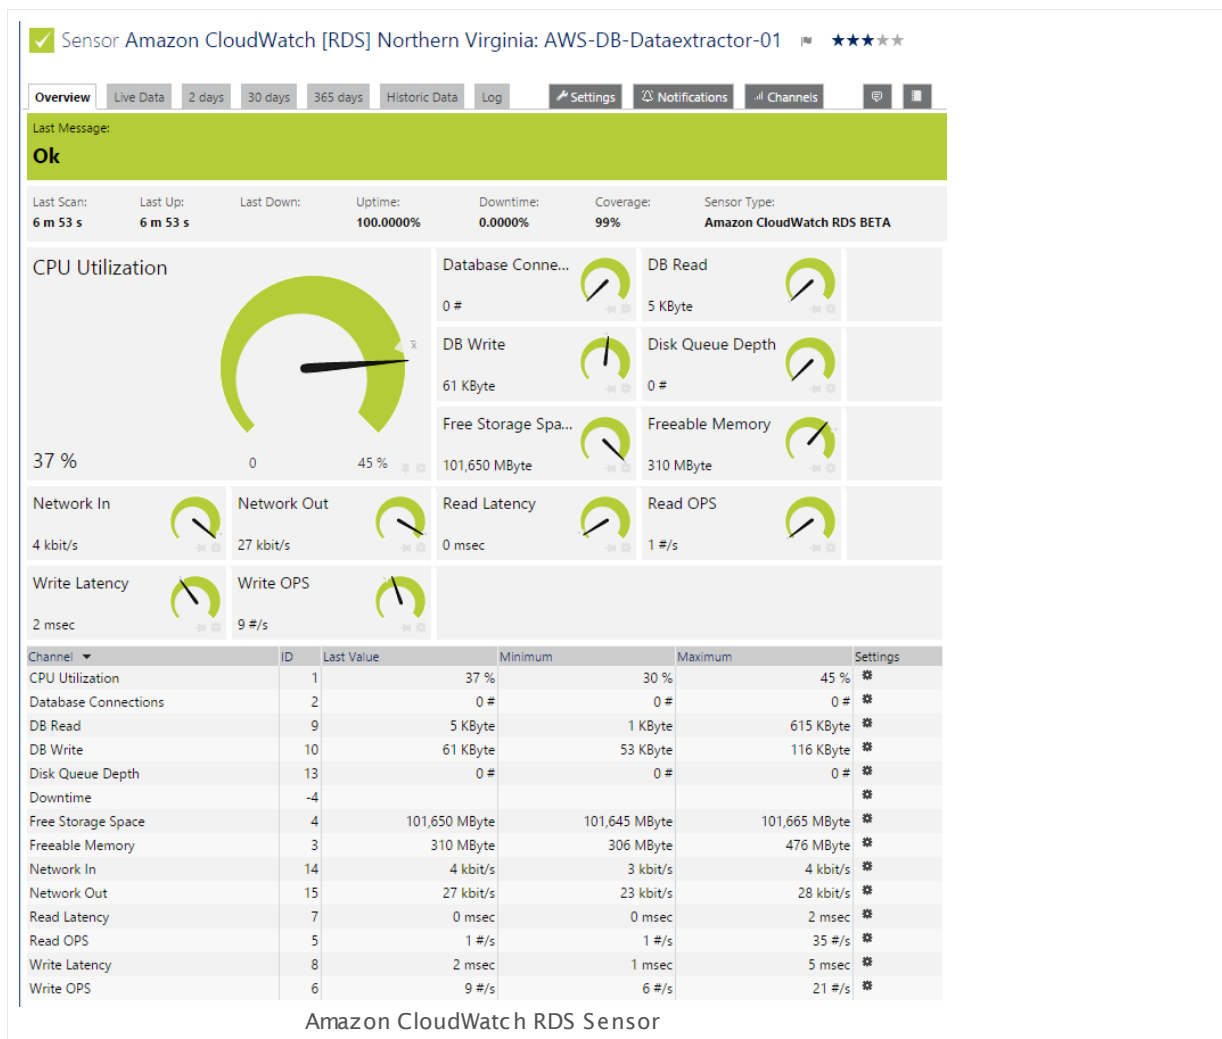 Sensor Amazon CloudWatch [RDS] Northern Virginia: AWS-DB-Dataextractor-01
Overview Live Data 2 days 30 days 365 days Historic Data Log Settings Notifications Channels
Last Message:
Ok
Last Scan: Last Up: Last Down: Uptime: Downtime: Coverage: Sensor Type:
6 m 53 s 6 m 53 s 100.0000% 0.0000% 99% Amazon CloudWatch RDS BETA
CPU Utilization
37 %
0 45 %
Database Conne...
0 #
DB Read
5 KByte
DB Write
61 KByte
Disk Queue Depth
0 #
Free Storage Spa...
101,650 MByte
Freeable Memory
310 MByte
Network In
4 kbit/s
Network Out
27 kbit/s
Read Latency
0 msec
Read OPS
1 #/s
Write Latency
2 msec
Write OPS
9 #/s
Channel ID Last Value Minimum Maximum Settings
CPU Utilization 1 37 % 30 % 45 %
Database Connections 2 0 # 0 # 0 #
DB Read 9 5 KByte 1 KByte 615 KByte
DB Write 10 61 KByte 53 KByte 116 KByte
Disk Queue Depth 13 0 # 0 # 0 #
Downtime -4
Free Storage Space 4 101,650 MByte 101,645 MByte 101,665 MByte
Freeable Memory 3 310 MByte 306 MByte 476 MByte
Network In 14 4 kbit/s 3 kbit/s 4 kbit/s
Network Out 15 27 kbit/s 23 kbit/s 28 kbit/s
Read Latency 7 0 msec 0 msec 2 msec
Read OPS 5 1 #/s 1 #/s 35 #/s
Write Latency 8 2 msec 1 msec 5 msec
Write OPS 6 9 #/s 6 #/s 21 #/s
Amazon CloudWatch RDS Sensor